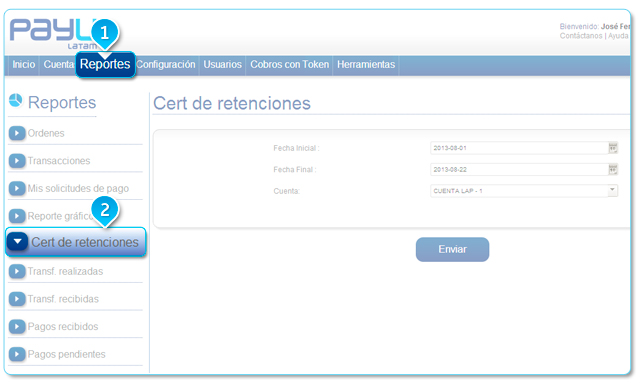 PAYU
LATAM
Bienvenido: José Fer
Contáctanos | Ayuda
1
Inicio Cuenta Reportes Configuración Usuarios Cobros con Token Herramientas
Reportes
Ordenes
Transacciones
Mis solicitudes de pago
Reporte gráfico
2
Cert de retenciones
Transf. realizadas
Transf. recibidas
Pagos recibidos
Pagos pendientes
Cert de retenciones
Fecha Inicial :
2013-08-01
Fecha Final :
2013-08-22
Cuenta:
CUENTA LAP - 1
Enviar